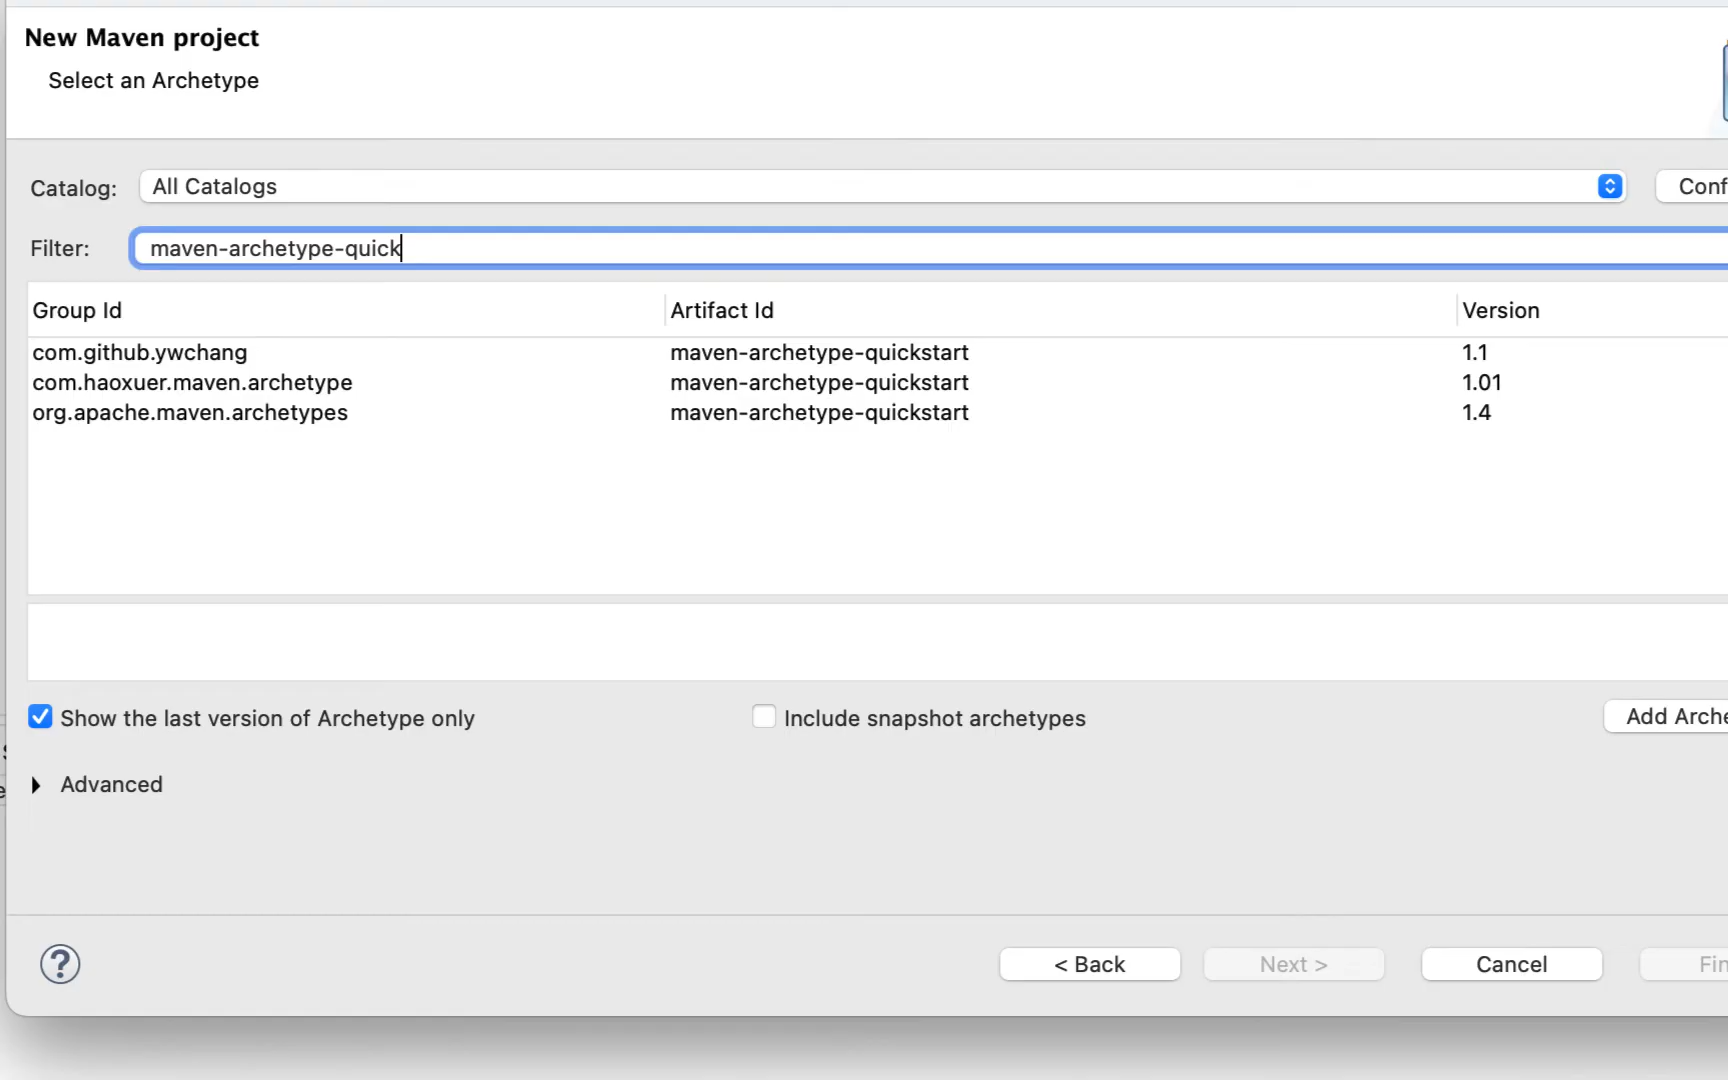 New Maven project
Select an Archetype
Catalog: All Catalogs Conf
Filter: maven-archetype-quick
Group Id Artifact Id Version
com.github.ywchang maven-archetype-quickstart 1.1
com.haoxuer.maven.archetype maven-archetype-quickstart 1.01
org.apache.maven.archetypes maven-archetype-quickstart 1.4
Show the last version of Archetype only Include snapshot archetypes Add Arche
Advanced
? < Back Next > Cancel Fin